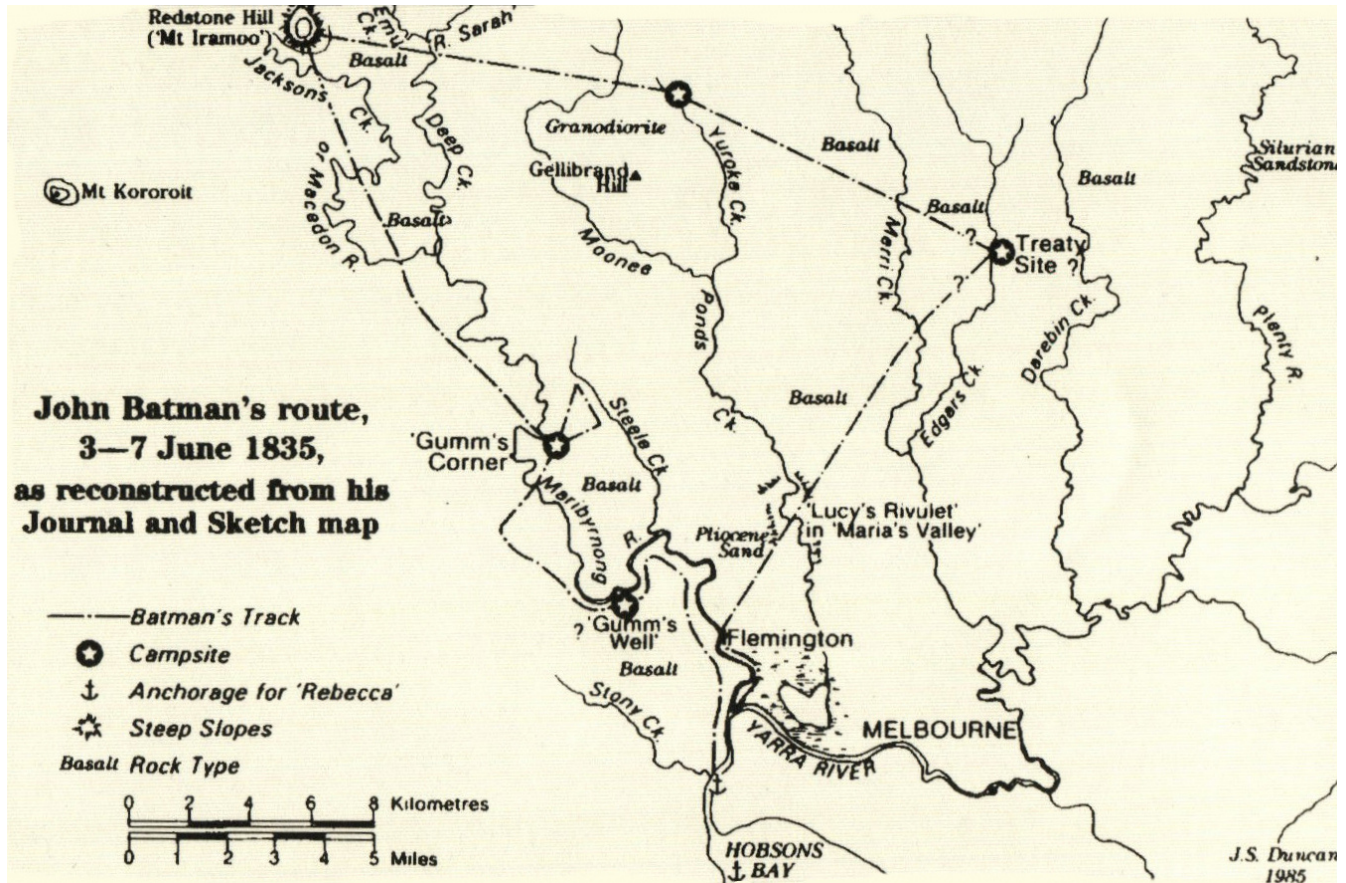 Redstone Hill
('Mt Iramoo')
Emu
Ck.
R. Sarah
Basalt
Jacksons
Ck.
or Macedon R.
Deep Ck.
Basalt
Mt Kororoit
Granodiorite
Gellibrand
Hill
Yuroke Ck.
Moonee
Ponds
Ck.
Basalt
Basalt
Merri Ck.
?
?
Treaty
Site ?
Basalt
Silurian
Sandstone
Darebin Ck.
Plenty R.
Edgars Ck.
Basalt
John Batman's route,
3—7 June 1835,
as reconstructed from his
Journal and Sketch map
'Gumm's
Corner'
Steele Ck.
Basalt
Maribyrnong
R.
Pliocene
Sand
'Lucy's Rivulet'
in 'Maria's Valley'
? 'Gumm's
Well'
Basalt
Flemington
Stony Ck.
MELBOURNE
YARRA RIVER
HOBSONS
BAY
Batman's Track
Campsite
Anchorage for 'Rebecca'
Steep Slopes
Basalt Rock Type
0 2 4 6 8 Kilometres
0 1 2 3 4 5 Miles
J.S. Duncan
1985